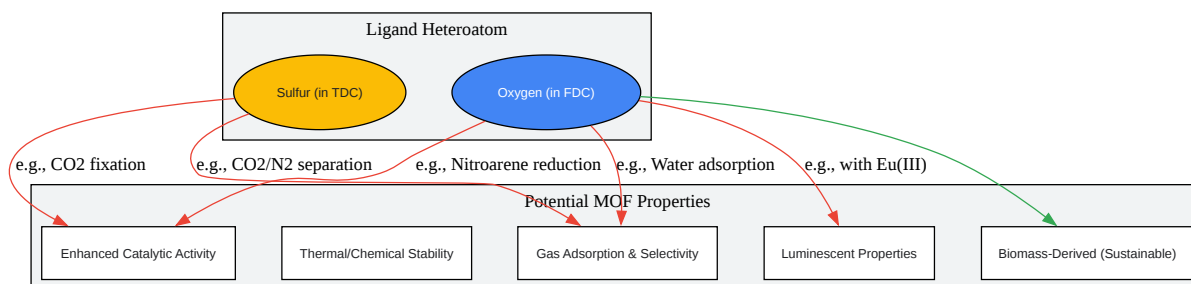 Ligand Heteroatom
Sulfur (in TDC)
Oxygen (in FDC)
e.g., CO2 fixation
e.g., CO2/N2 separation
e.g., Nitroarene reduction
e.g., Water adsorption
e.g., with Eu(III)
Potential MOF Properties
Enhanced Catalytic Activity
Thermal/Chemical Stability
Gas Adsorption & Selectivity
Luminescent Properties
Biomass-Derived (Sustainable)